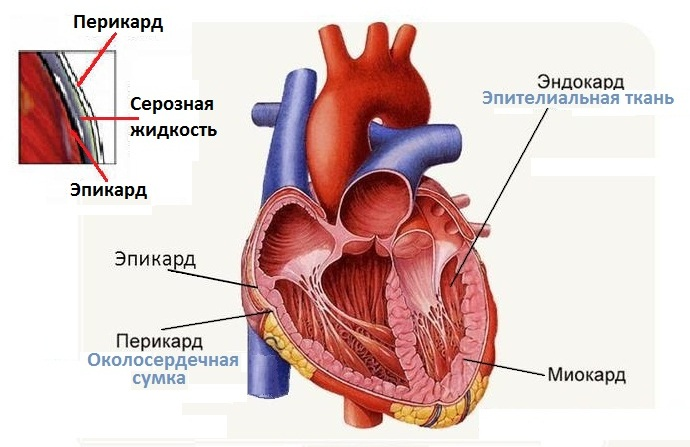 Перикард
Серозная
жидкость
Эпикард
Эндокард
Эпителиальная ткань
Эпикард
Перикард
Околосердечная
сумка
Миокард